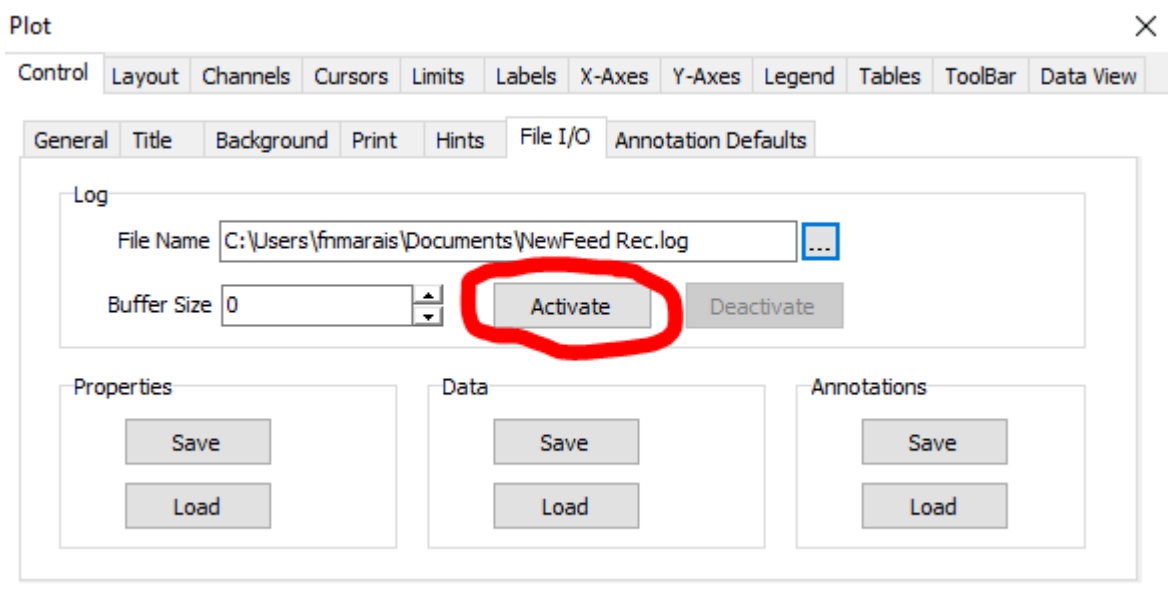 Plot
Control Layout Channels Cursors Limits Labels X-Axes Y-Axes Legend Tables ToolBar Data View
General Title Background Print Hints File I/O Annotation Defaults
Log
File Name C:\Users\fnmarais\Documents\NewFeed Rec.log ...
Buffer Size 0 Activate Deactivate
Properties Data Annotations
Save Save Save
Load Load Load